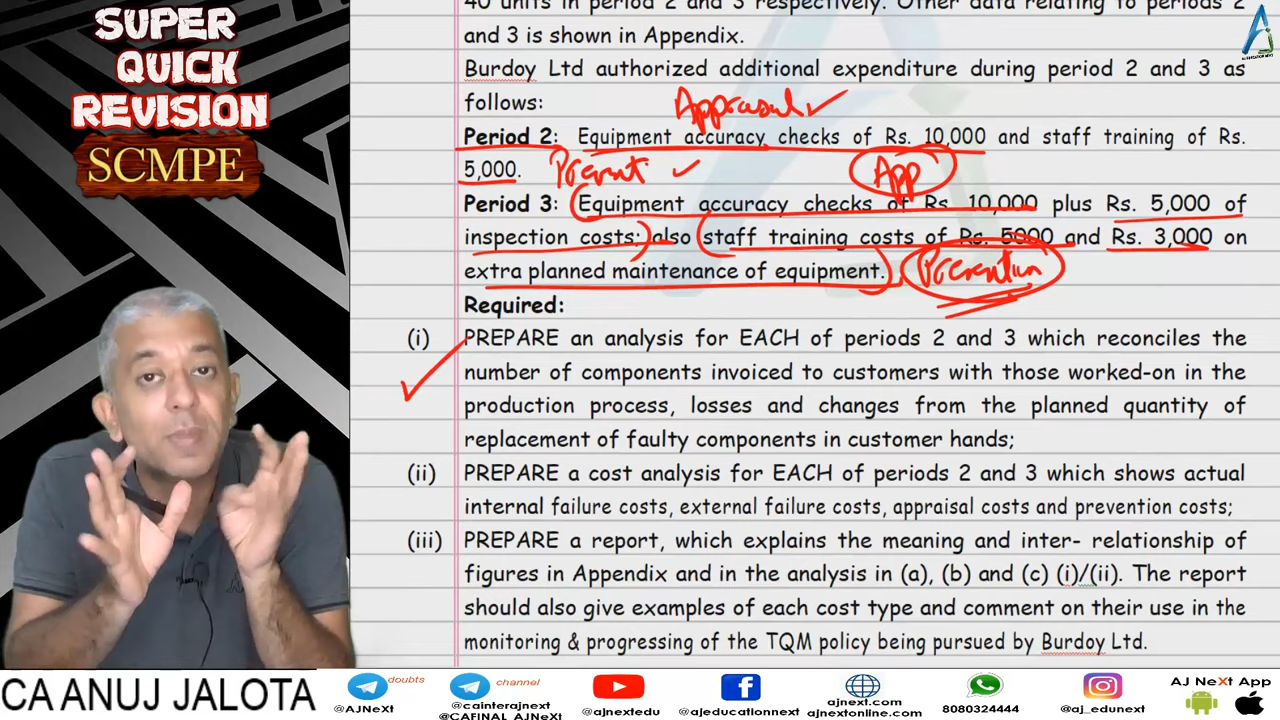 SUPER
QUICK
REVISION
SCMPE
40 units in period 2 and 3 respectively. Other data relating to periods 2
and 3 is shown in Appendix.
Burdoy Ltd authorized additional expenditure during period 2 and 3 as
follows:
Appraisal
Period 2: Equipment accuracy checks of Rs. 10,000 and staff training of Rs.
5,000.
Prevent
App
Period 3: Equipment accuracy checks of Rs. 10,000 plus Rs. 5,000 of
inspection costs; also staff training costs of Rs. 5000 and Rs. 3,000 on
extra planned maintenance of equipment.
Prevention
Required:
(i) PREPARE an analysis for EACH of periods 2 and 3 which reconciles the
number of components invoiced to customers with those worked-on in the
production process, losses and changes from the planned quantity of
replacement of faulty components in customer hands;
(ii) PREPARE a cost analysis for EACH of periods 2 and 3 which shows actual
internal failure costs, external failure costs, appraisal costs and prevention costs;
(iii) PREPARE a report, which explains the meaning and inter- relationship of
figures in Appendix and in the analysis in (a), (b) and (c) (i)/(ii). The report
should also give examples of each cost type and comment on their use in the
monitoring & progressing of the TQM policy being pursued by Burdoy Ltd.
CA ANUJ JALOTA
doubts
@AJNeXt
channel
@cainterajnext
@CAFINAL_AJNeXt
@ajnextedu
@ajeducationnext
ajnext.com
ajnextonline.com
8080324444
@aj_edunext
AJ NeXt App